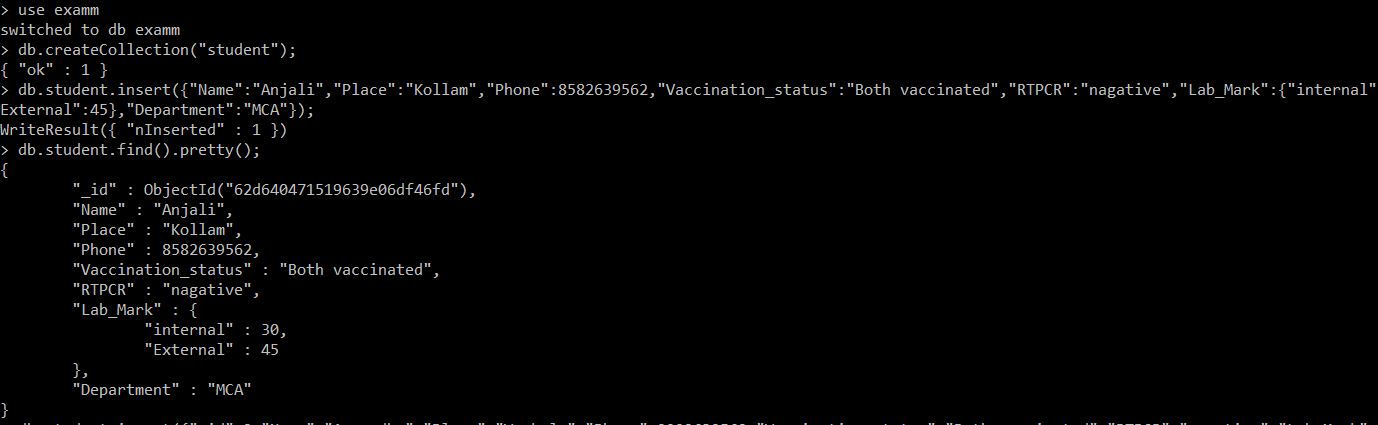 > use examm
switched to db examm
> db.createCollection("student");
{ "ok" : 1 }
> db.student.insert({"Name":"Anjali","Place":"Kollam","Phone":8582639562,"Vaccination_status":"Both vaccinated","RTPCR":"nagative","Lab_Mark":{"internal"
External":45},"Department":"MCA"});
WriteResult({ "nInserted" : 1 })
> db.student.find().pretty();
{
"_id" : ObjectId("62d640471519639e06df46fd"),
"Name" : "Anjali",
"Place" : "Kollam",
"Phone" : 8582639562,
"Vaccination_status" : "Both vaccinated",
"RTPCR" : "nagative",
"Lab_Mark" : {
"internal" : 30,
"External" : 45
},
"Department" : "MCA"
}